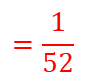 = 1/52